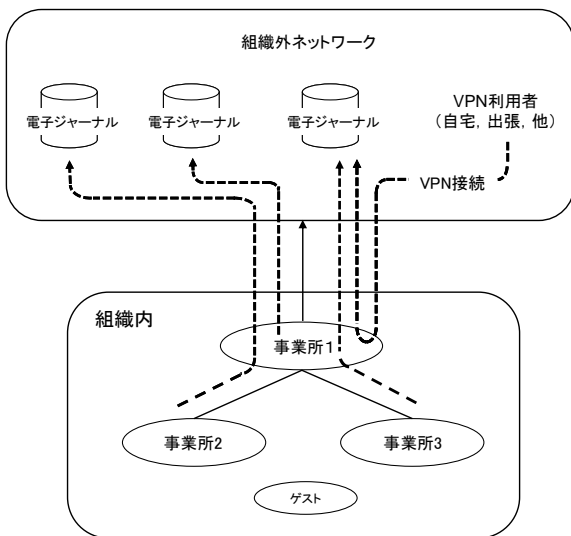 組織外ネットワーク
電子ジャーナル
電子ジャーナル
電子ジャーナル
VPN利用者
（自宅, 出張, 他）
VPN接続
組織内
事業所1
事業所2
事業所3
ゲスト